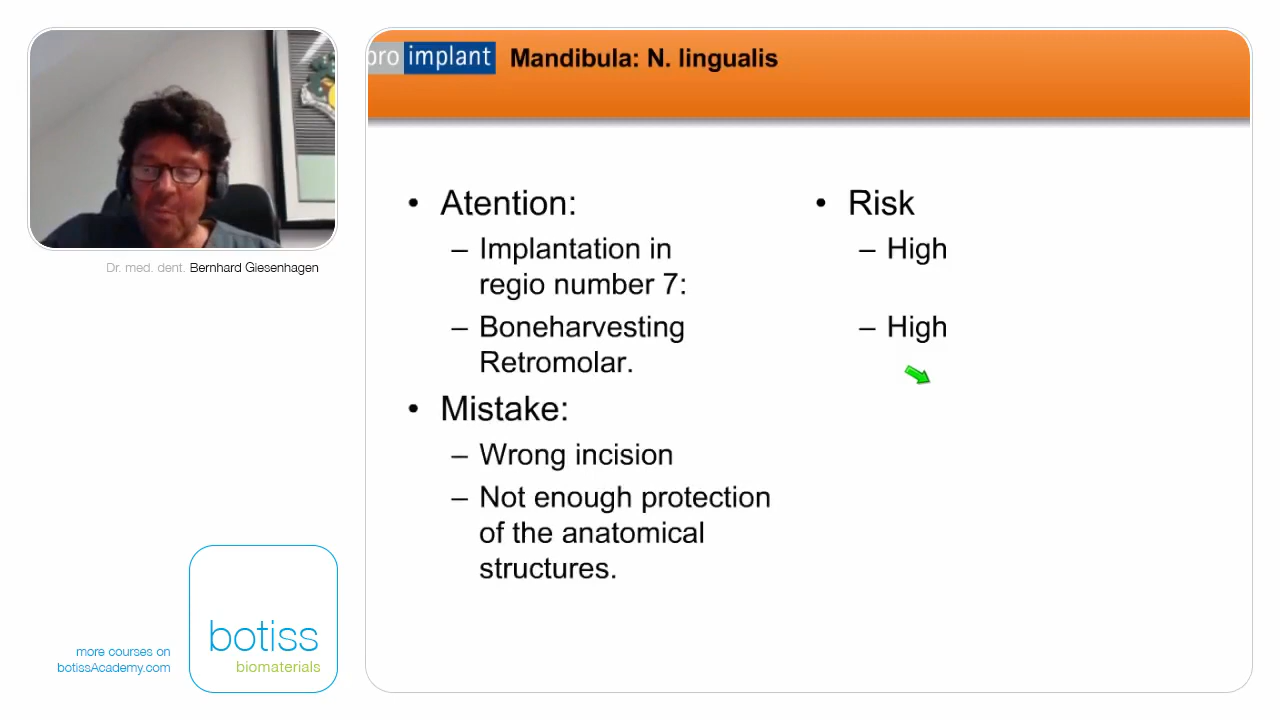 pro implant
Mandibula: N. lingualis
Dr. med. dent. Bernhard Giesenhagen
• Atention:
– Implantation in
regio number 7:
– Boneharvesting
Retromolar.
• Mistake:
– Wrong incision
– Not enough protection
of the anatomical
structures.
• Risk
– High
– High
more courses on
botissAcademy.com
botiss
biomaterials